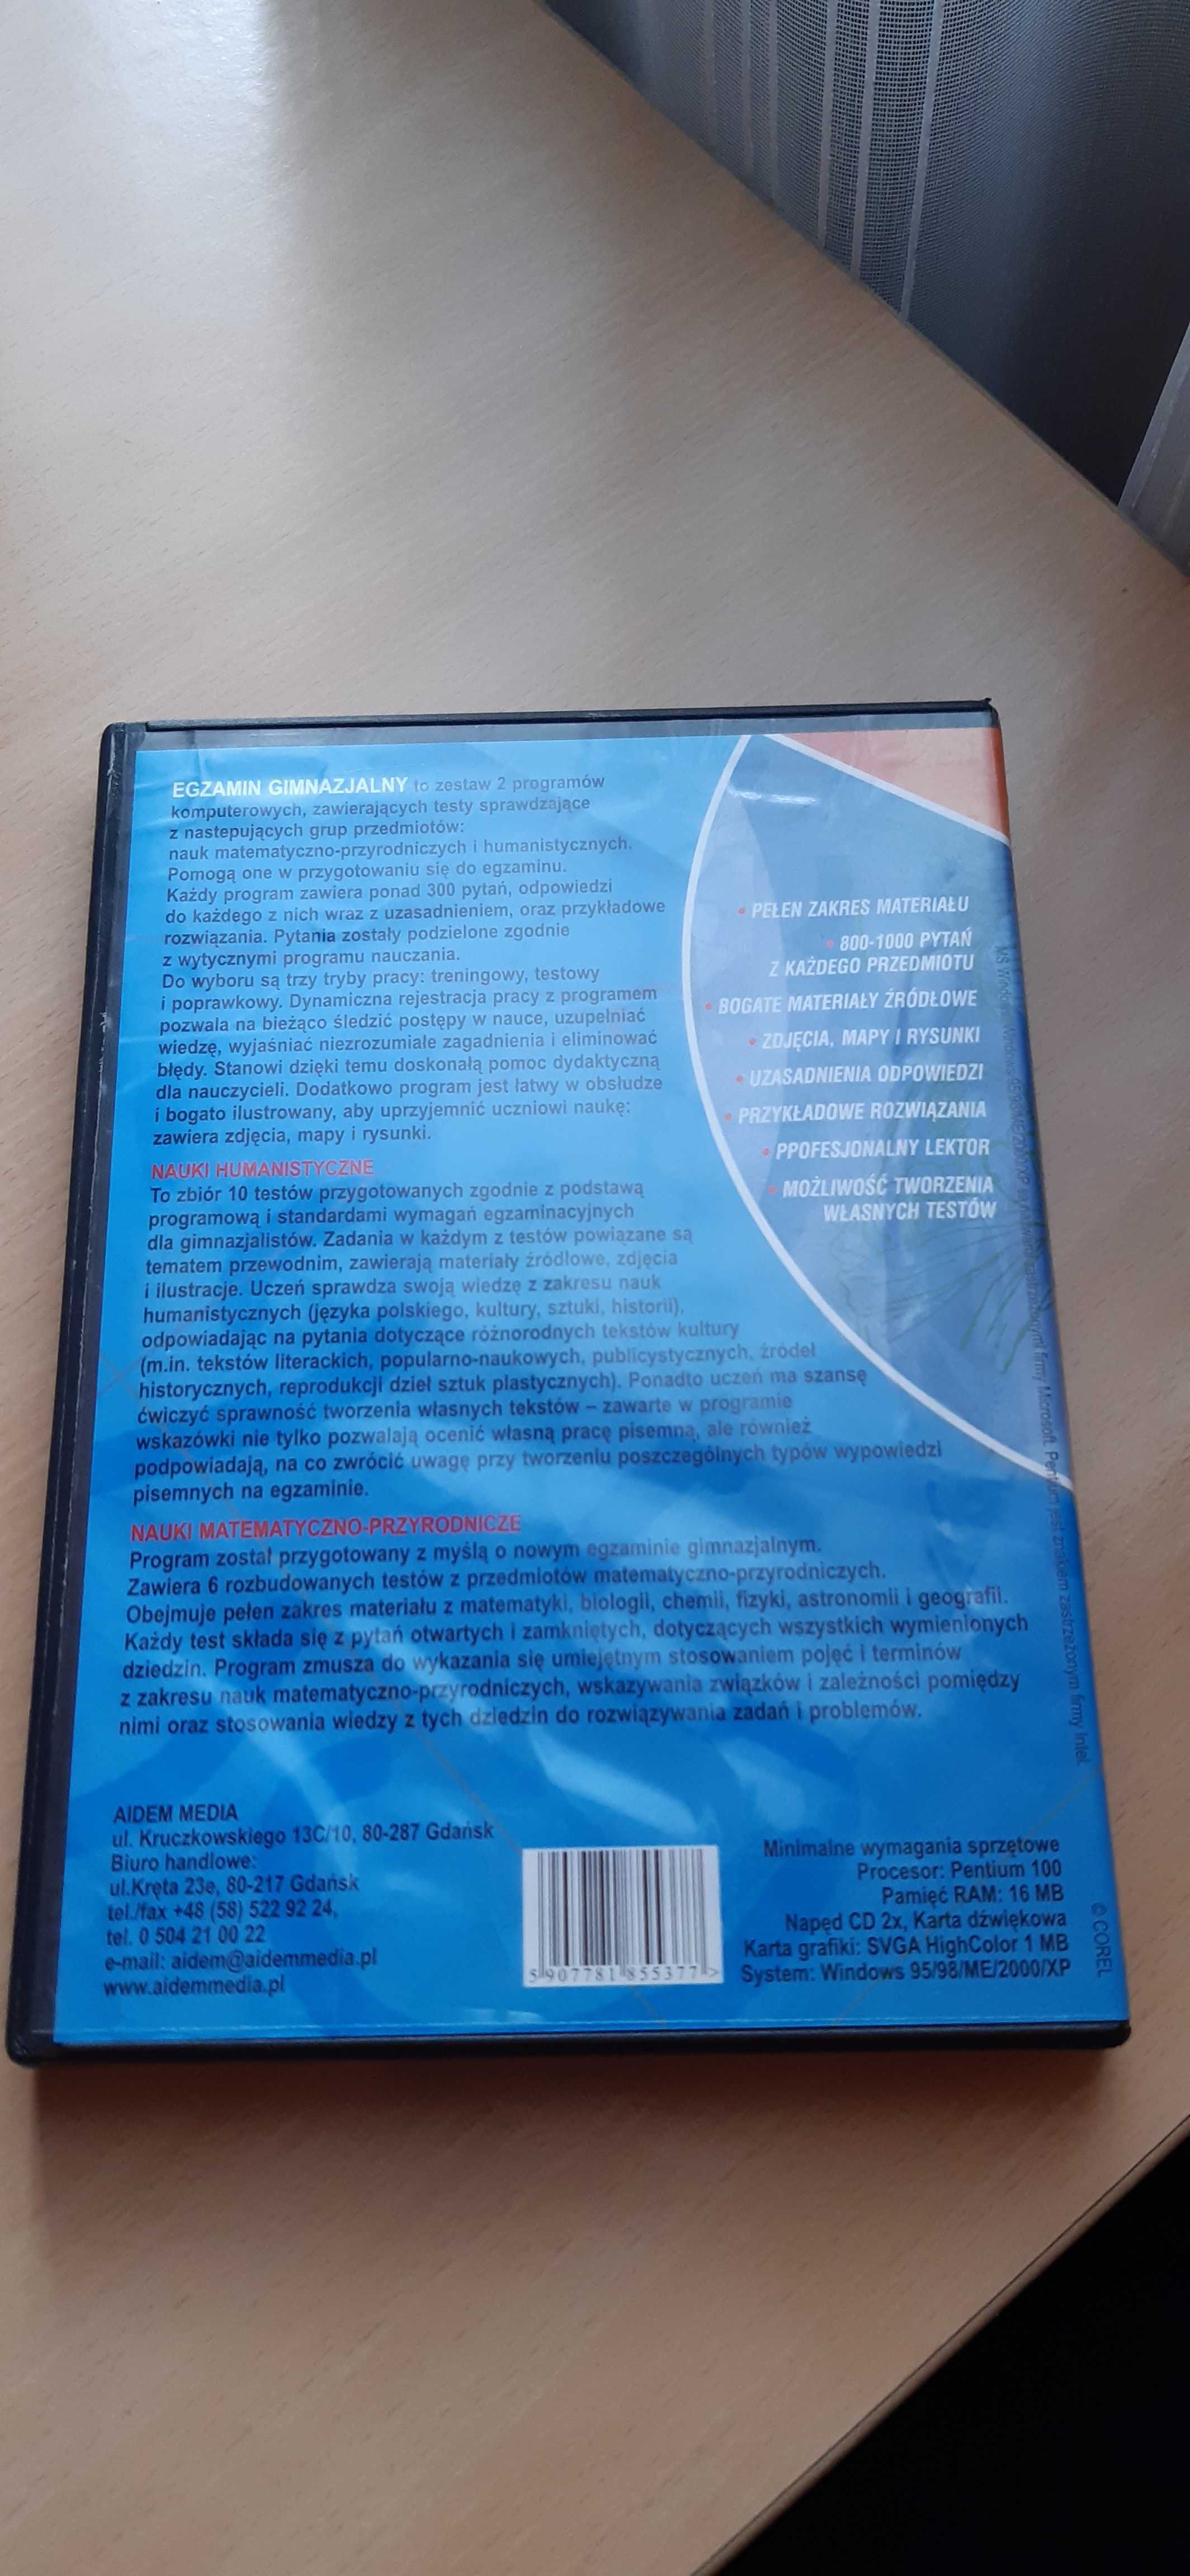 EGZAMIN GIMNAZJALNY to zestaw 2 programów
komputerowych, zawierających testy sprawdzające
z nastepujących grup przedmiotów:
nauk matematyczno-przyrodniczych i humanistycznych.
Pomogą one w przygotowaniu się do egzaminu.
Każdy program zawiera ponad 300 pytań, odpowiedzi
do każdego z nich wraz z uzasadnieniem, oraz przykładowe
rozwiązania. Pytania zostały podzielone zgodnie
z wytycznymi programu nauczania.
Do wyboru są trzy tryby pracy: treningowy, testowy
i poprawkowy. Dynamiczna rejestracja pracy z programem
pozwala na bieżąco śledzić postępy w nauce, uzupełniać
wiedzę, wyjaśniać niezrozumiałe zagadnienia i eliminować
błędy. Stanowi dzięki temu doskonałą pomoc dydaktyczną
dla nauczycieli. Dodatkowo program jest łatwy w obsłudze
i bogato ilustrowany, aby uprzyjemnić uczniowi naukę:
zawiera zdjęcia, mapy i rysunki.
NAUKI HUMANISTYCZNE
To zbiór 10 testów przygotowanych zgodnie z podstawą
programową i standardami wymagań egzaminacyjnych
dla gimnazjalistów. Zadania w każdym z testów powiązane są
tematem przewodnim, zawierają materiały źródłowe, zdjęcia
i ilustracje. Uczeń sprawdza swoją wiedzę z zakresu nauk
humanistycznych (języka polskiego, kultury, sztuki, historii),
odpowiadając na pytania dotyczące różnorodnych tekstów kultury
(m.in. tekstów literackich, popularno-naukowych, publicystycznych, źródeł
historycznych, reprodukcji dzieł sztuk plastycznych). Ponadto uczeń ma szansę
ćwiczyć sprawność tworzenia własnych tekstów – zawarte w programie
wskazówki nie tylko pozwalają ocenić własną pracę pisemną, ale również
podpowiadają, na co zwrócić uwagę przy tworzeniu poszczególnych typów wypowiedzi
pisemnych na egzaminie.
NAUKI MATEMATYCZNO-PRZYRODNICZE
Program został przygotowany z myślą o nowym egzaminie gimnazjalnym.
Zawiera 6 rozbudowanych testów z przedmiotów matematyczno-przyrodniczych.
Obejmuje pełen zakres materiału z matematyki, biologii, chemii, fizyki, astronomii i geografii.
Każdy test składa się z pytań otwartych i zamkniętych, dotyczących wszystkich wymienionych
dziedzin. Program zmusza do wykazania się umiejętnym stosowaniem pojęć i terminów
z zakresu nauk matematyczno-przyrodniczych, wskazywania związków i zależności pomiędzy
nimi oraz stosowania wiedzy z tych dziedzin do rozwiązywania zadań i problemów.
• PEŁEN ZAKRES MATERIAŁU
• 800-1000 PYTAŃ
Z KAŻDEGO PRZEDMIOTU
• BOGATE MATERIAŁY ŹRÓDŁOWE
• ZDJĘCIA, MAPY I RYSUNKI
• UZASADNIENIA ODPOWIEDZI
• PRZYKŁADOWE ROZWIĄZANIA
• PPOFESJONALNY LEKTOR
• MOŻLIWOŚĆ TWORZENIA
WŁASNYCH TESTÓW
firmy Microsoft. Pentium jest znakiem zastrzeżonym firmy Intel.
© COREL
AIDEM MEDIA
ul. Kruczkowskiego 13C/10, 80-287 Gdańsk
Biuro handlowe:
ul.Kręta 23e, 80-217 Gdańsk
tel./fax +48 (58) 522 92 24,
tel. 0 504 21 00 22
e-mail: aidem@aidemmedia.pl
www.aidemmedia.pl
5 907781 855377 >
Minimalne wymagania sprzętowe
Procesor: Pentium 100
Pamięć RAM: 16 MB
Napęd CD 2x, Karta dźwiękowa
Karta grafiki: SVGA HighColor 1 MB
System: Windows 95/98/ME/2000/XP